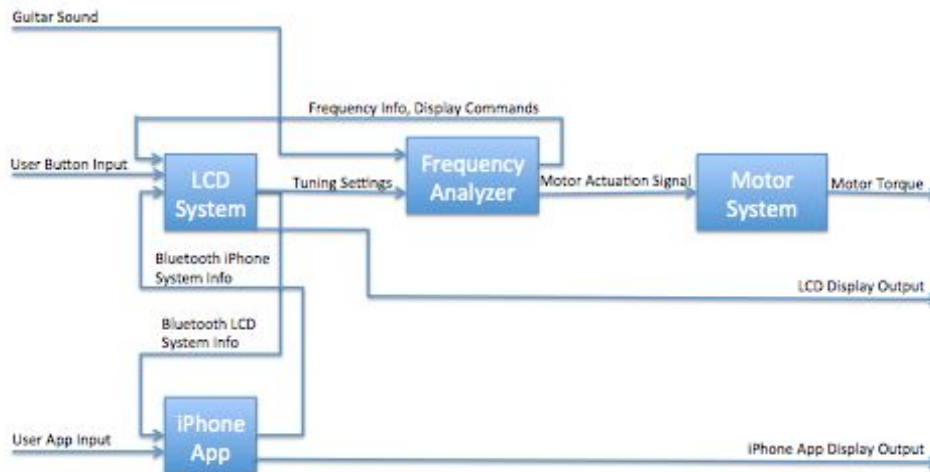 Guitar Sound
Frequency Info, Display Commands
User Button Input
LCD
System
Tuning Settings
Frequency
Analyzer
Motor Actuation Signal
Motor
System
Motor Torque
Bluetooth iPhone
System Info
LCD Display Output
Bluetooth LCD
System Info
User App Input
iPhone
App
iPhone App Display Output